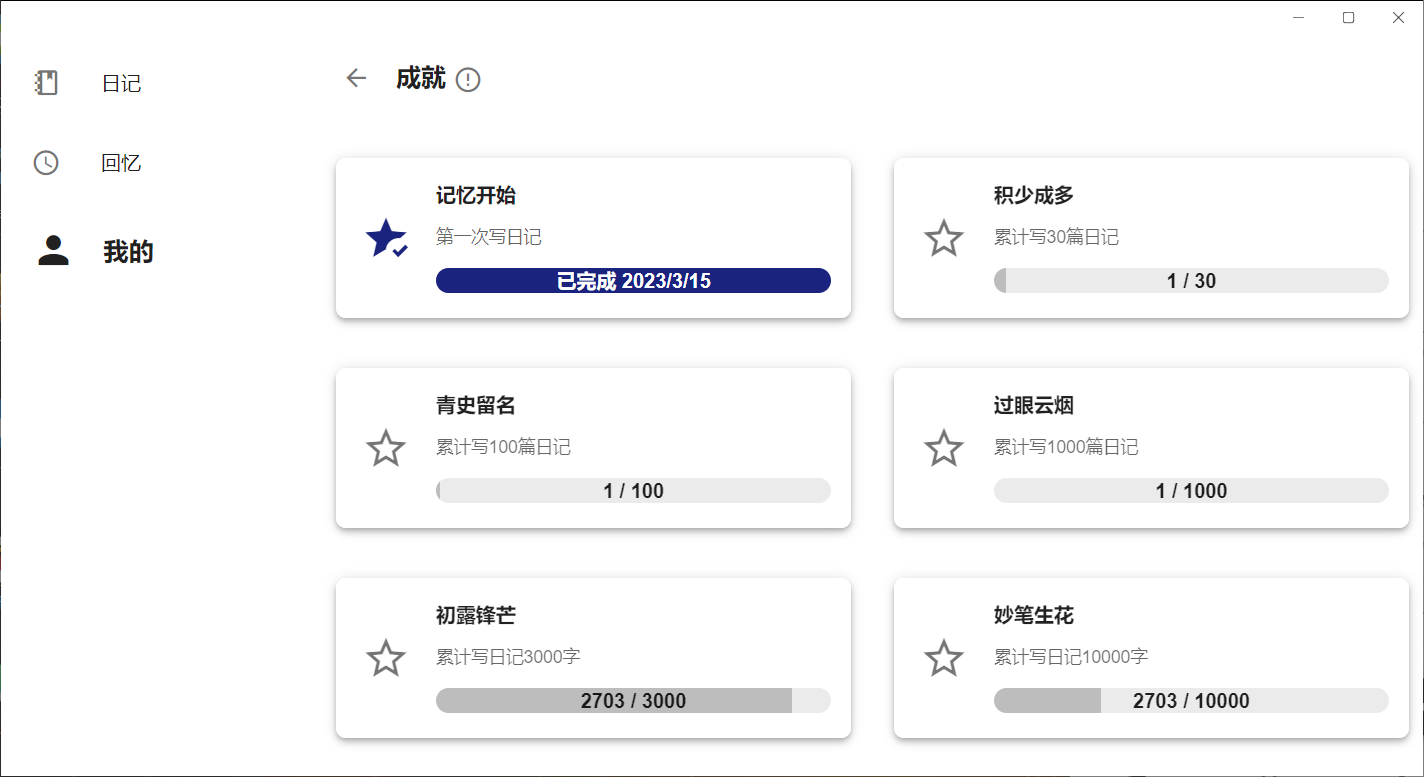 日记
回忆
我的
成就
记忆开始
第一次写日记
已完成 2023/3/15
积少成多
累计写30篇日记
1 / 30
青史留名
累计写100篇日记
1 / 100
过眼云烟
累计写1000篇日记
1 / 1000
初露锋芒
累计写日记3000字
2703 / 3000
妙笔生花
累计写日记10000字
2703 / 10000